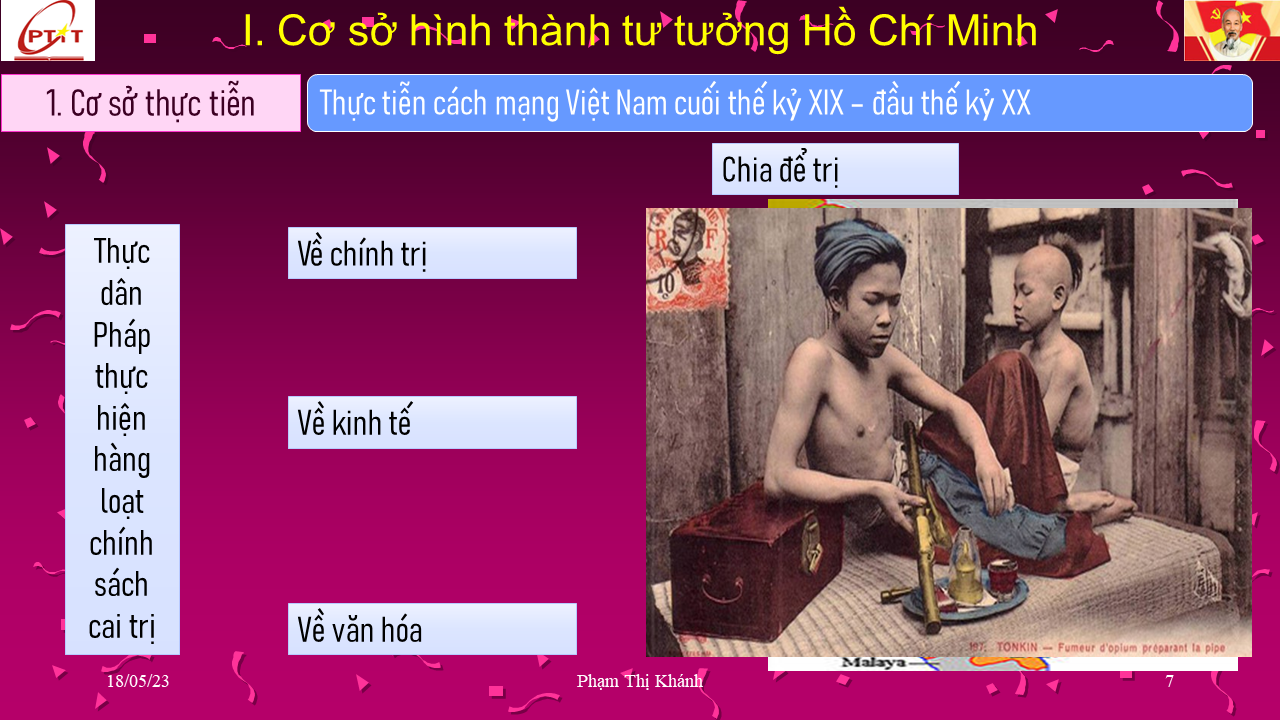 PTiT
I. Cơ sở hình thành tư tưởng Hồ Chí Minh
1. Cơ sở thực tiễn
Thực tiễn cách mạng Việt Nam cuối thế kỷ XIX – đầu thế kỷ XX
Chia để trị
Thực
dân
Pháp
thực
hiện
hàng
loạt
chính
sách
cai trị
Về chính trị
Về kinh tế
Về văn hóa
R F
10
TONKIN — Fumeur d'opium préparant la pipe
Malaya
18/05/23
Phạm Thị Khánh
7